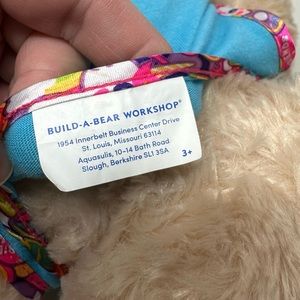 BUILD-A-BEAR WORKSHOP®
1954 Innerbelt Business Center Drive
St. Louis, Missouri 63114
Aquasulis, 10-14 Bath Road
Slough, Berkshire SL1 3SA
3+